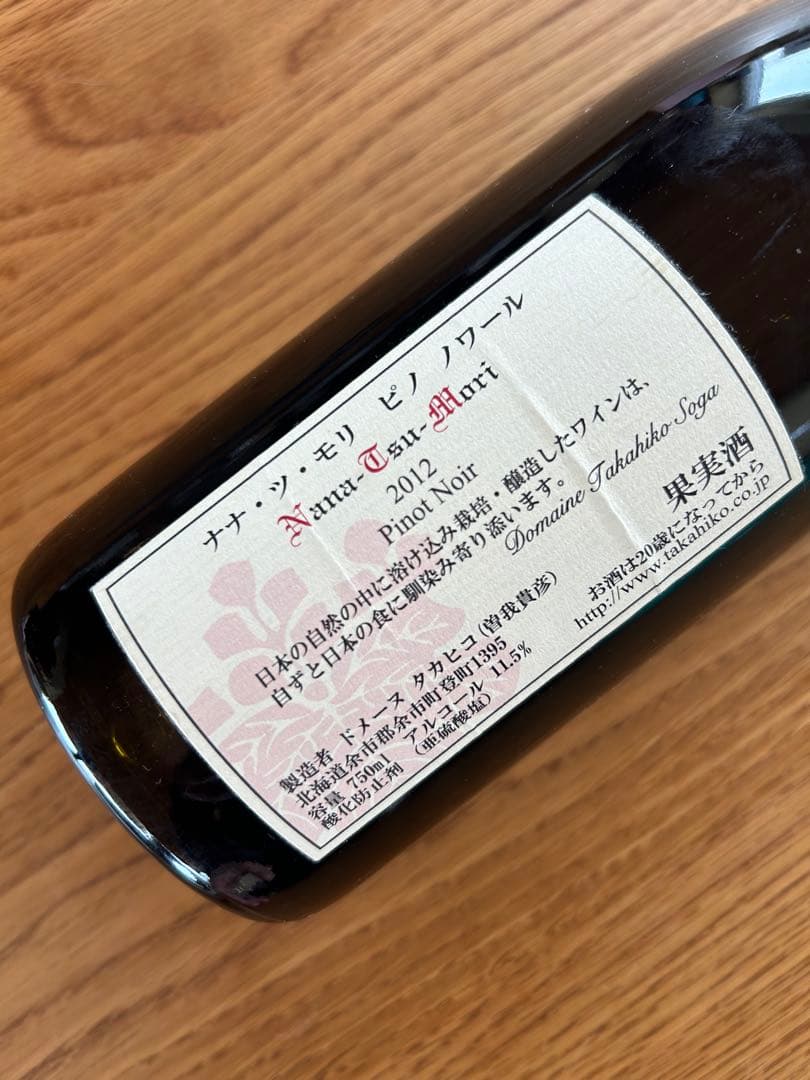 ナナ・ツ・モリ ピノ ノワール
Nana-Tsu-Mori
2012
Pinot Noir
日本の自然の中に溶け込み栽培・醸造したワインは、
自ずと日本の食に馴染み寄り添います。
Domaine Takahiko Soga
製造者 ドメーヌ タカヒコ (曽我貴彦)
北海道余市郡余市町登町1395
容量 750ml アルコール 11.5%
酸化防止剤 (亜硫酸塩)
果実酒
お酒は20歳になってから
http://www.takahiko.co.jp